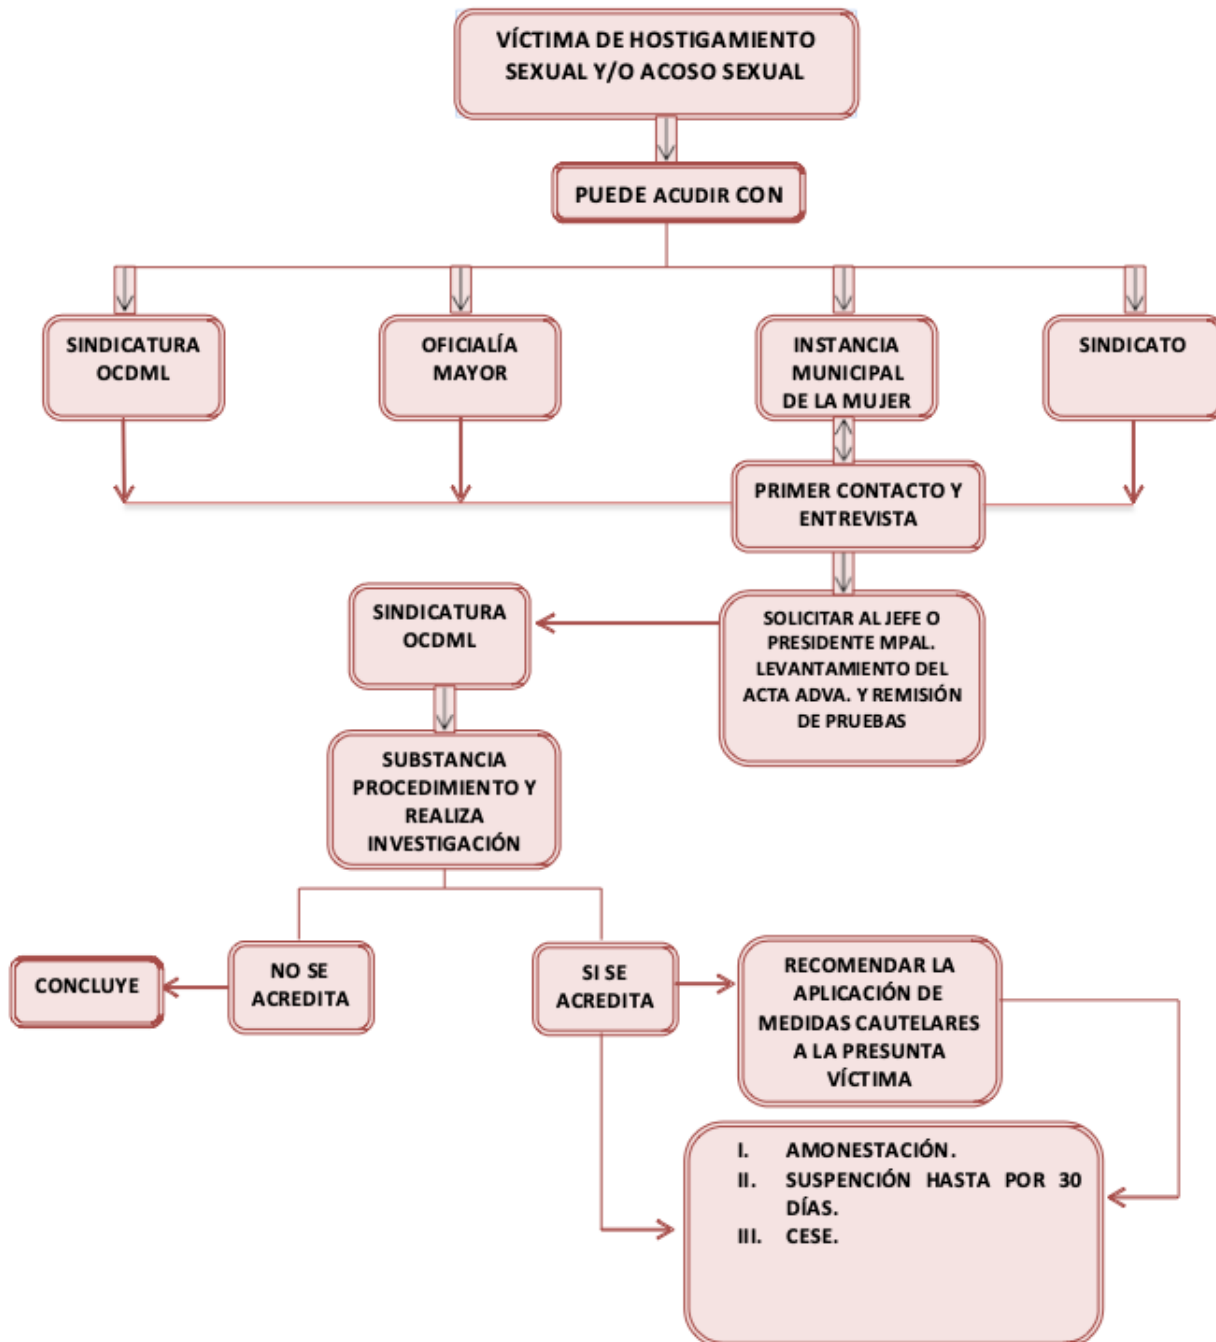 VÍCTIMA DE HOSTIGAMIENTO
SEXUAL Y/O ACOSO SEXUAL
PUEDE ACUDIR CON
SINDICATURA
OCDML
OFICIALÍA
MAYOR
INSTANCIA
MUNICIPAL
DE LA MUJER
SINDICATO
PRIMER CONTACTO Y
ENTREVISTA
SOLICITAR AL JEFE O
PRESIDENTE MPAL.
LEVANTAMIENTO DEL
ACTA ADVA. Y REMISIÓN
DE PRUEBAS
SINDICATURA
OCDML
SUBSTANCIA
PROCEDIMIENTO Y
REALIZA
INVESTIGACIÓN
CONCLUYE
NO SE
ACREDITA
SI SE
ACREDITA
RECOMENDAR LA
APLICACIÓN DE
MEDIDAS CAUTELARES
A LA PRESUNTA
VÍCTIMA
I. AMONESTACIÓN.
II. SUSPENCIÓN HASTA POR 30
DÍAS.
III. CESE.